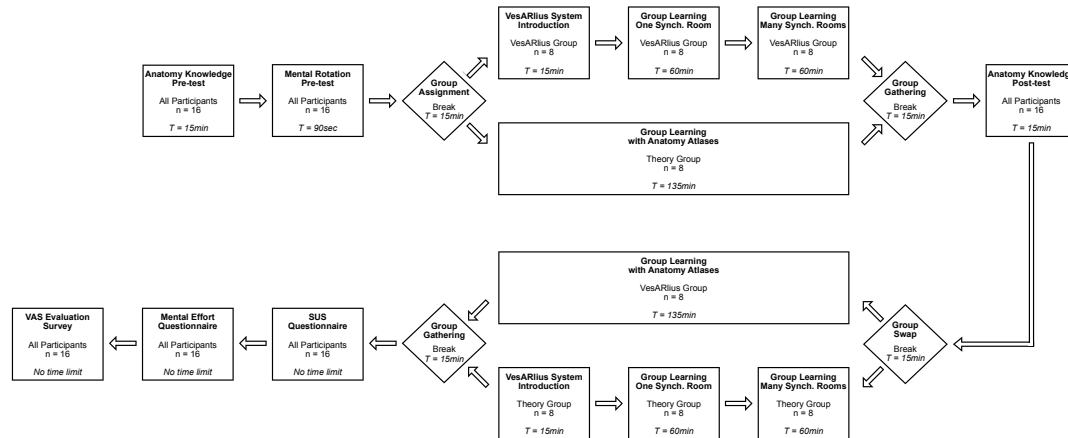 Anatomy Knowledge
Pre-test
All Participants
n = 16
T = 15min
Mental Rotation
Pre-test
All Participants
n = 16
T = 90sec
Group
Assignment
Break
T = 15min
VesARlius System
Introduction
VesARlius Group
n = 8
T = 15min
Group Learning
One Synch. Room
VesARlius Group
n = 8
T = 60min
Group Learning
Many Synch. Rooms
VesARlius Group
n = 8
T = 60min
Group Learning
with Anatomy Atlases
Theory Group
n = 8
T = 135min
Group
Gathering
Break
T = 15min
Anatomy Knowledge
Post-test
All Participants
n = 16
T = 15min
Group
Swap
Break
T = 15min
Group Learning
with Anatomy Atlases
VesARlius Group
n = 8
T = 135min
VesARlius System
Introduction
Theory Group
n = 8
T = 15min
Group Learning
One Synch. Room
Theory Group
n = 8
T = 60min
Group Learning
Many Synch. Rooms
Theory Group
n = 8
T = 60min
Group
Gathering
Break
T = 15min
SUS
Questionnaire
All Participants
n = 16
No time limit
Mental Effort
Questionnaire
All Participants
n = 16
No time limit
VAS Evaluation
Survey
All Participants
n = 16
No time limit